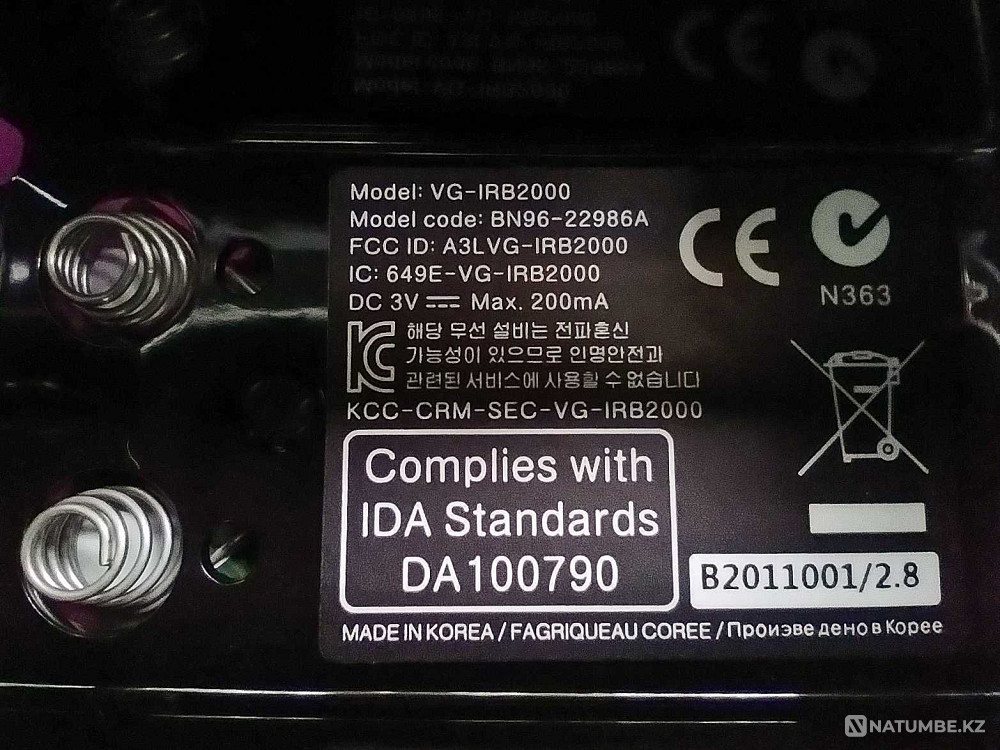 Model: VG-IRB2000
Model code: BN96-22986A
FCC ID: A3LVG-IRB2000
IC: 649E-VG-IRB2000
DC 3V Max. 200mA
해당 무선 설비는 전파혼신
가능성이 있으므로 인명안전과
관련된 서비스에 사용할 수 없습니다
KCC-CRM-SEC-VG-IRB2000
CE
N363
Complies with
IDA Standards
DA100790
B2011001/2.8
MADE IN KOREA / FAGRIQUEAU COREE / Произведено в Корее
NATUMBE.KZ